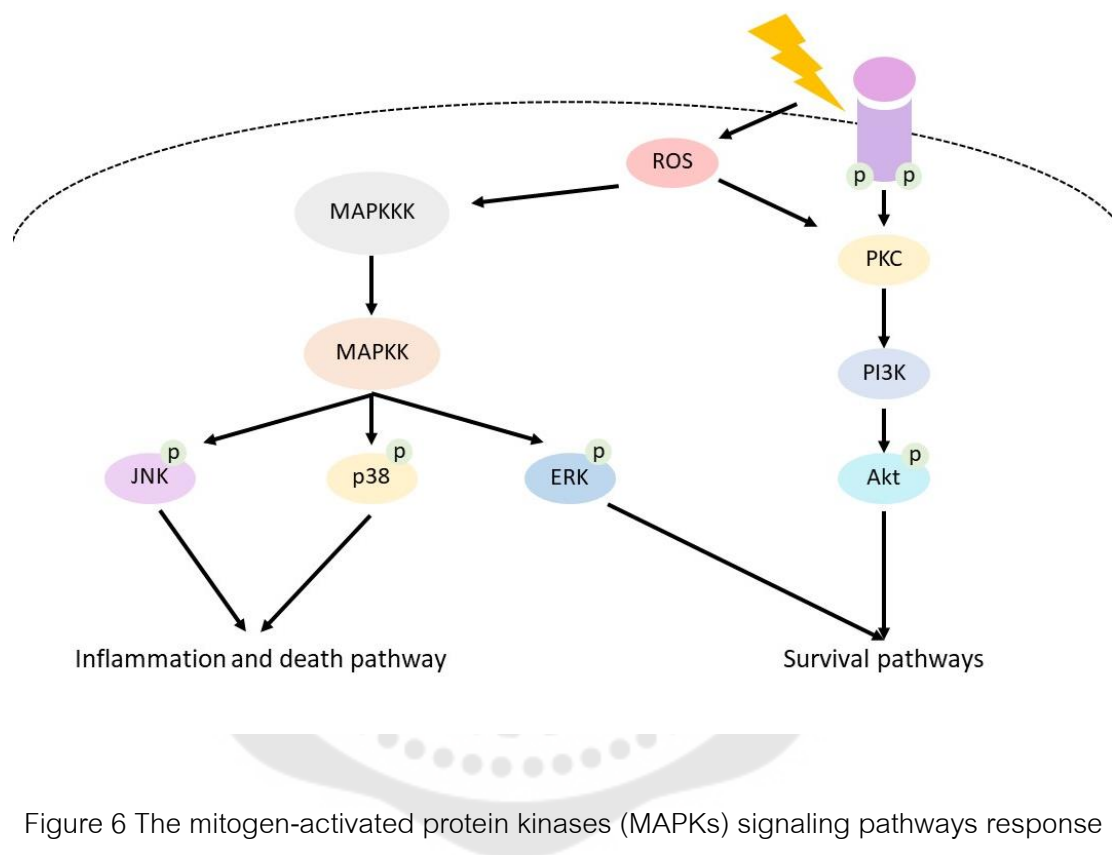 ROS
p p
MAPKKK
PKC
MAPKK
PI3K
p p p p
JNK p38 ERK Akt
Inflammation and death pathway Survival pathways
Figure 6 The mitogen-activated protein kinases (MAPKs) signaling pathways response